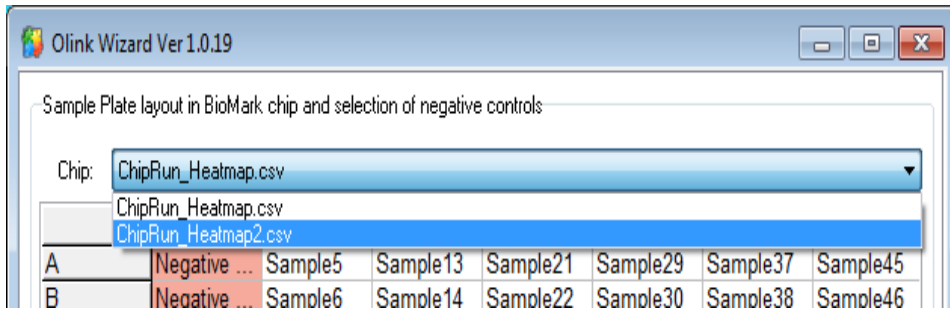 Olink Wizard Ver 1.0.19
Sample Plate layout in BioMark chip and selection of negative controls
Chip: ChipRun_Heatmap.csv
ChipRun_Heatmap.csv
ChipRun_Heatmap2.csv
A Negative ... Sample5 Sample13 Sample21 Sample29 Sample37 Sample45
B Negative ... Sample6 Sample14 Sample22 Sample30 Sample38 Sample46